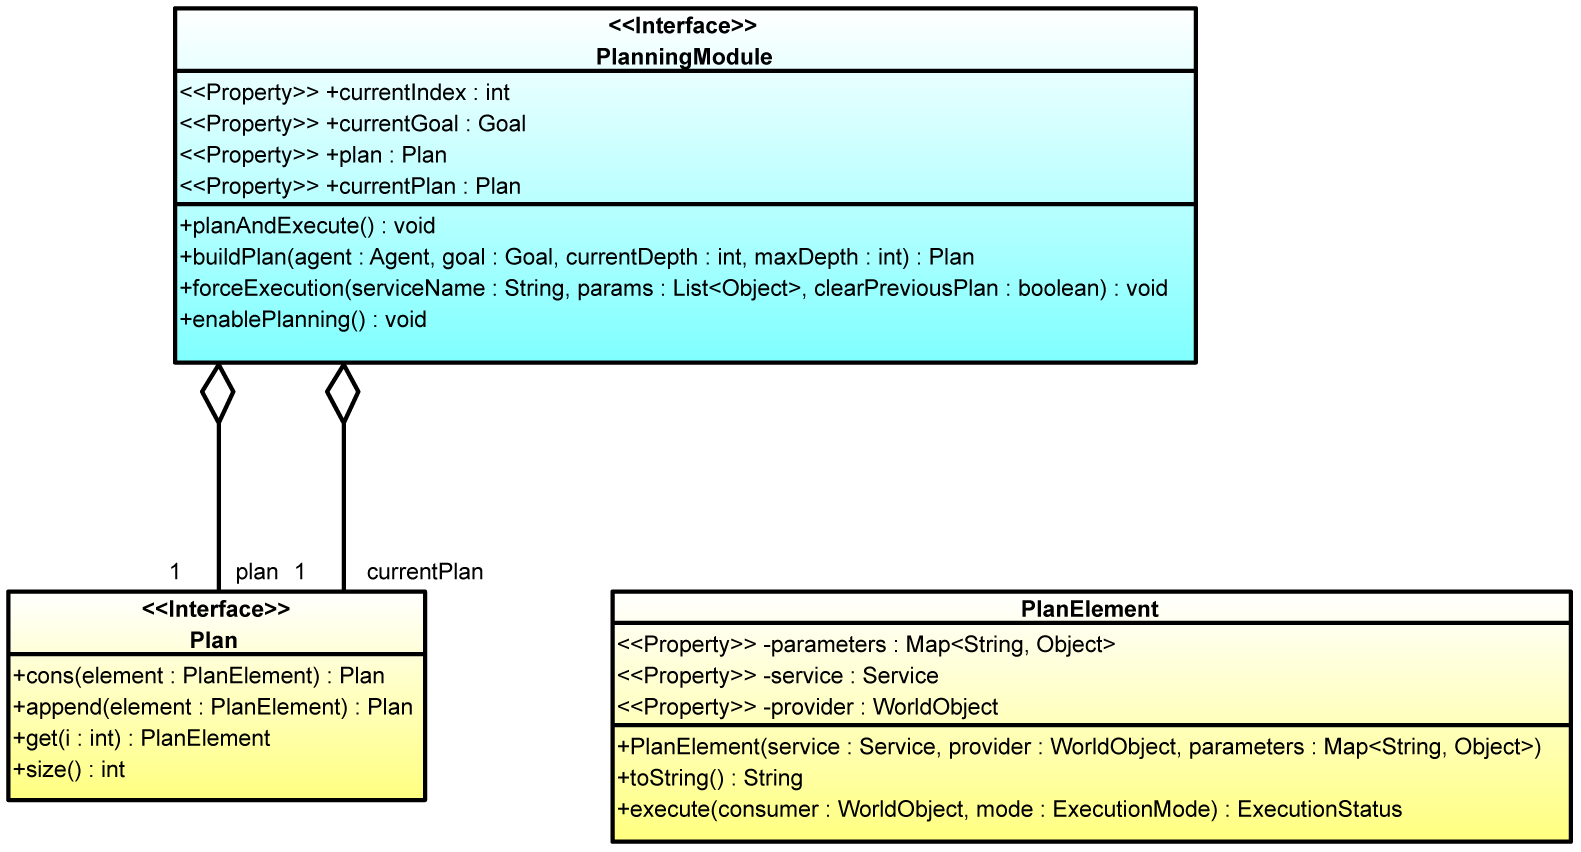 <<Interface>>
PlanningModule
<<Property>> +currentIndex : int
<<Property>> +currentGoal : Goal
<<Property>> +plan : Plan
<<Property>> +currentPlan : Plan
+planAndExecute() : void
+buildPlan(agent : Agent, goal : Goal, currentDepth : int, maxDepth : int) : Plan
+forceExecution(serviceName : String, params : List<Object>, clearPreviousPlan : boolean) : void
+enablePlanning() : void
1 plan 1 currentPlan
<<Interface>>
Plan
+cons(element : PlanElement) : Plan
+append(element : PlanElement) : Plan
+get(i : int) : PlanElement
+size() : int
PlanElement
<<Property>> -parameters : Map<String, Object>
<<Property>> -service : Service
<<Property>> -provider : WorldObject
+PlanElement(service : Service, provider : WorldObject, parameters : Map<String, Object>)
+toString() : String
+execute(consumer : WorldObject, mode : ExecutionMode) : ExecutionStatus